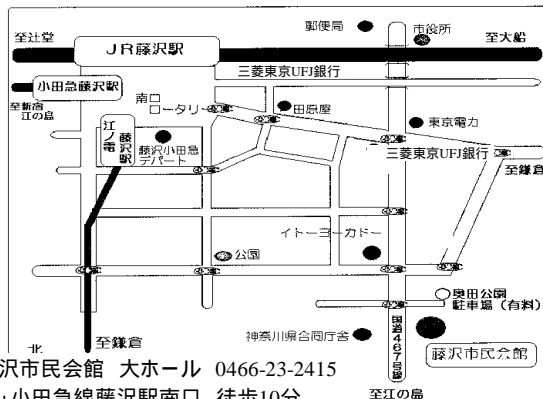 郵便局
市役所
至辻堂
JR藤沢駅
至大船
三菱東京UFJ銀行
小田急藤沢駅
至新宿
江の島
南口
ロータリー
田原屋
東京電力
江ノ電
藤沢駅
藤沢小田急
デパート
三菱東京UFJ銀行
至鎌倉
イトーヨーカドー
公園
奥田公園
駐車場(有料)
国道467号線
北
至鎌倉
神奈川県合同庁舎
藤沢市民会館
沢市民会館 大ホール 0466-23-2415
小田急線藤沢駅南口 徒歩10分
至江の島